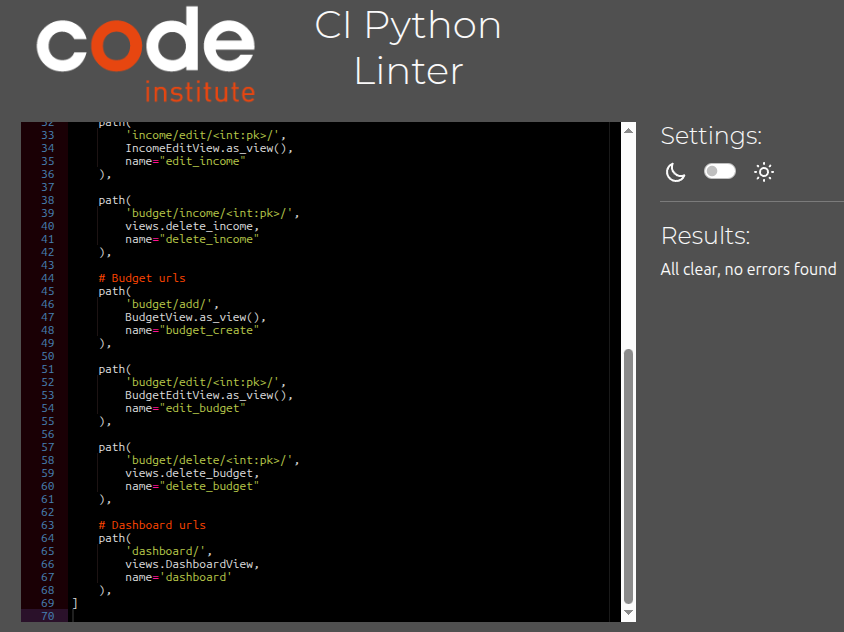 code
institute
CI Python
Linter
32 path(
33 'income/edit/<int:pk>/',
34 IncomeEditView.as_view(),
35 name="edit_income"
36 ),
37
38 path(
39 'budget/income/<int:pk>/',
40 views.delete_income,
41 name="delete_income"
42 ),
43
44 # Budget urls
45 path(
46 'budget/add/',
47 BudgetView.as_view(),
48 name="budget_create"
49 ),
50
51 path(
52 'budget/edit/<int:pk>/',
53 BudgetEditView.as_view(),
54 name="edit_budget"
55 ),
56
57 path(
58 'budget/delete/<int:pk>/',
59 views.delete_budget,
60 name="delete_budget"
61 ),
62
63 # Dashboard urls
64 path(
65 'dashboard/',
66 views.DashboardView,
67 name='dashboard'
68 ),
69 ]
70
Settings:
Results:
All clear, no errors found